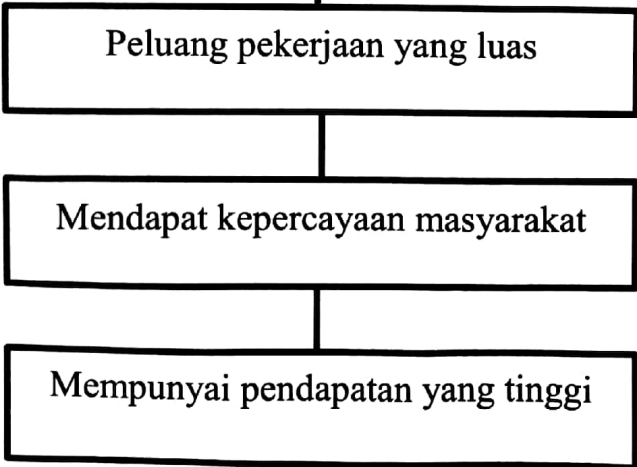 Peluang pekerjaan yang luas
Mendapat kepercayaan masyarakat
Mempunyai pendapatan yang tinggi